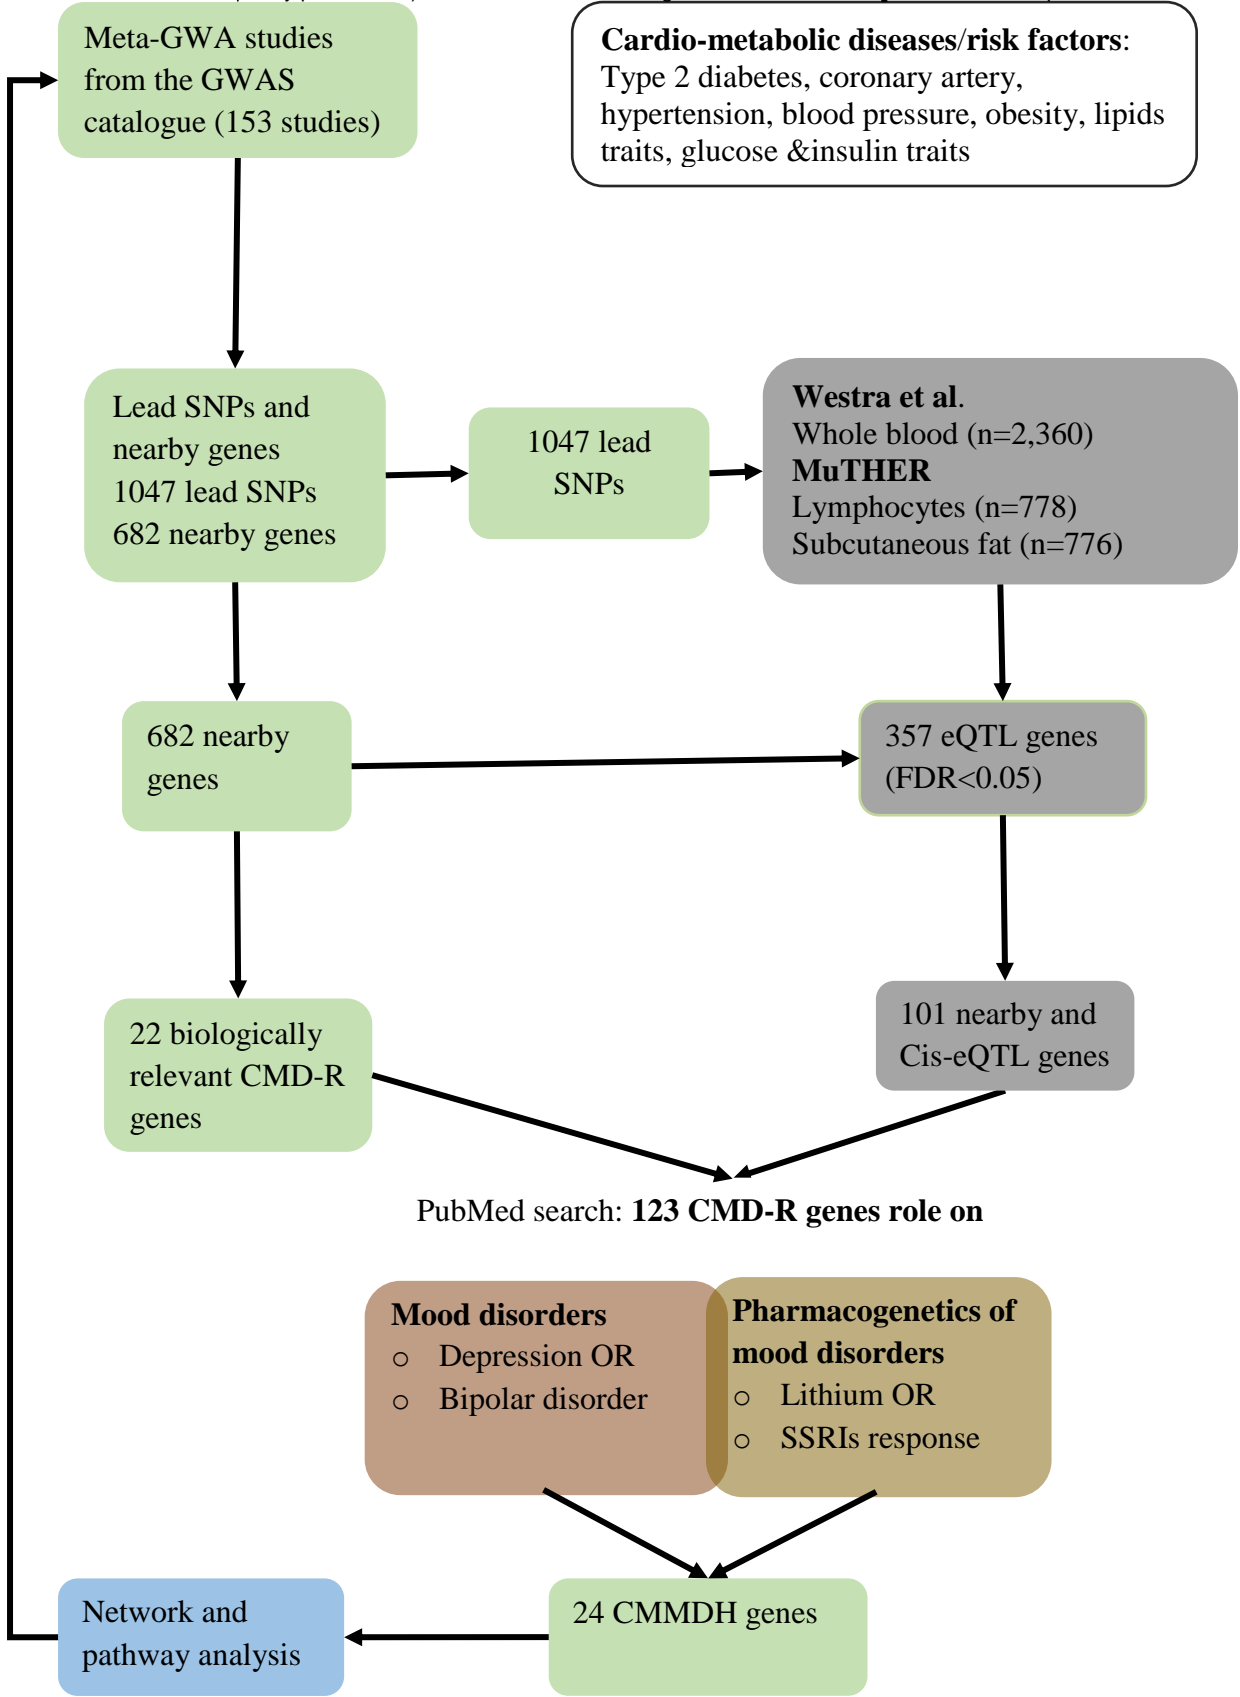 Meta-GWA studies
from the GWAS
catalogue (153 studies)
Cardio-metabolic diseases/risk factors:
Type 2 diabetes, coronary artery,
hypertension, blood pressure, obesity, lipids
traits, glucose &insulin traits
Lead SNPs and
nearby genes
1047 lead SNPs
682 nearby genes
1047 lead
SNPs
Westra et al.
Whole blood (n=2,360)
MuTHER
Lymphocytes (n=778)
Subcutaneous fat (n=776)
682 nearby
genes
357 eQTL genes
(FDR<0.05)
22 biologically
relevant CMD-R
genes
101 nearby and
Cis-eQTL genes
PubMed search: 123 CMD-R genes role on
Mood disorders
o Depression OR
o Bipolar disorder
Pharmacogenetics of
mood disorders
o Lithium OR
o SSRIs response
24 CMMDH genes
Network and
pathway analysis